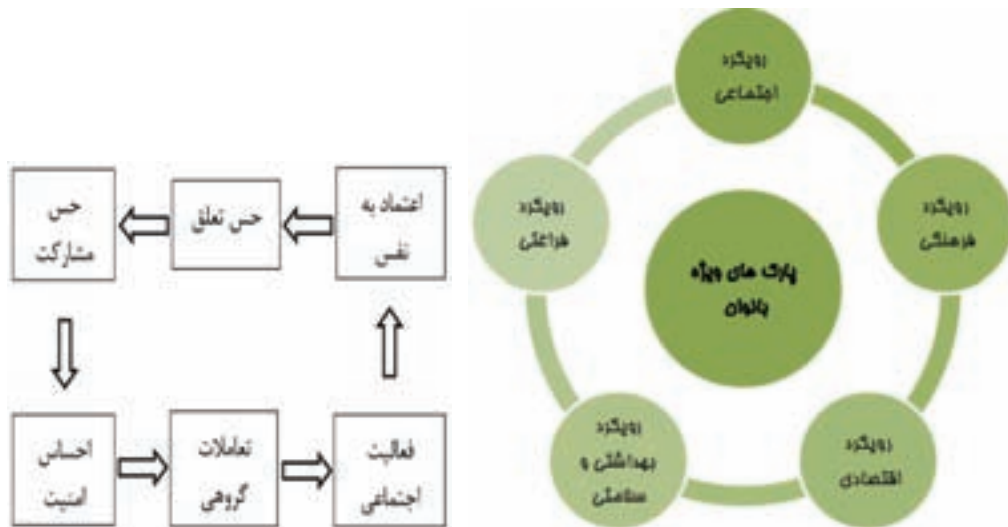 رویکرد
اجتماعی
رویکرد
فرهنگی
رویکرد
اقتصادی
رویکرد
بهداشتی و
سلامتی
رویکرد
فراغتی
پارک های ویژه
بانوان
اعتماد به
نفس
حس تعلق
حس
مشارکت
احساس
امنیت
تعاملات
گروهی
فعالیت
اجتماعی